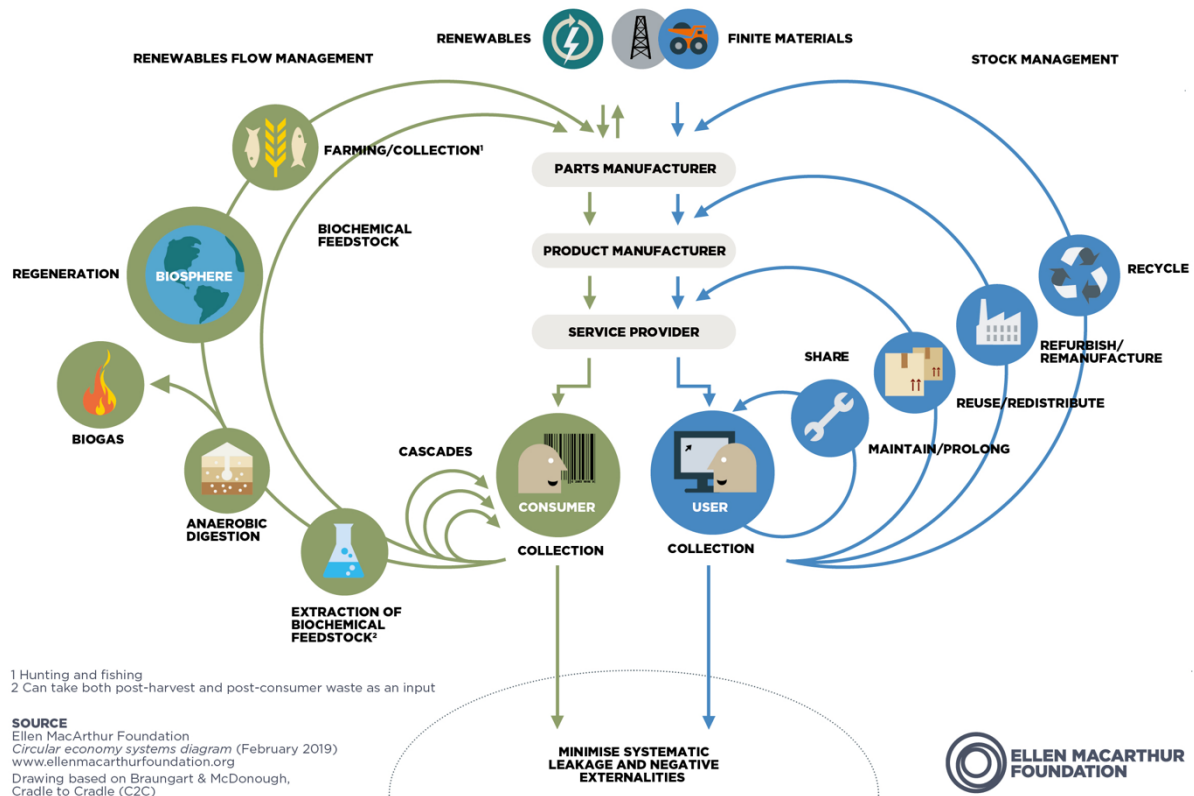 RENEWABLES
FINITE MATERIALS
RENEWABLES FLOW MANAGEMENT
STOCK MANAGEMENT
FARMING/COLLECTION¹
PARTS MANUFACTURER
BIOCHEMICAL
FEEDSTOCK
PRODUCT MANUFACTURER
REGENERATION
BIOSPHERE
RECYCLE
SERVICE PROVIDER
SHARE
REFURBISH/
REMANUFACTURE
REUSE/REDISTRIBUTE
BIOGAS
MAINTAIN/PROLONG
CASCADES
CONSUMER
USER
ANAEROBIC
DIGESTION
COLLECTION
COLLECTION
EXTRACTION OF
BIOCHEMICAL
FEEDSTOCK²
1 Hunting and fishing
2 Can take both post-harvest and post-consumer waste as an input
SOURCE
Ellen MacArthur Foundation
Circular economy systems diagram (February 2019)
www.ellenmacarthurfoundation.org
Drawing based on Braungart & McDonough,
Cradle to Cradle (C2C)
MINIMISE SYSTEMATIC
LEAKAGE AND NEGATIVE
EXTERNALITIES
ELLEN MACARTHUR
FOUNDATION